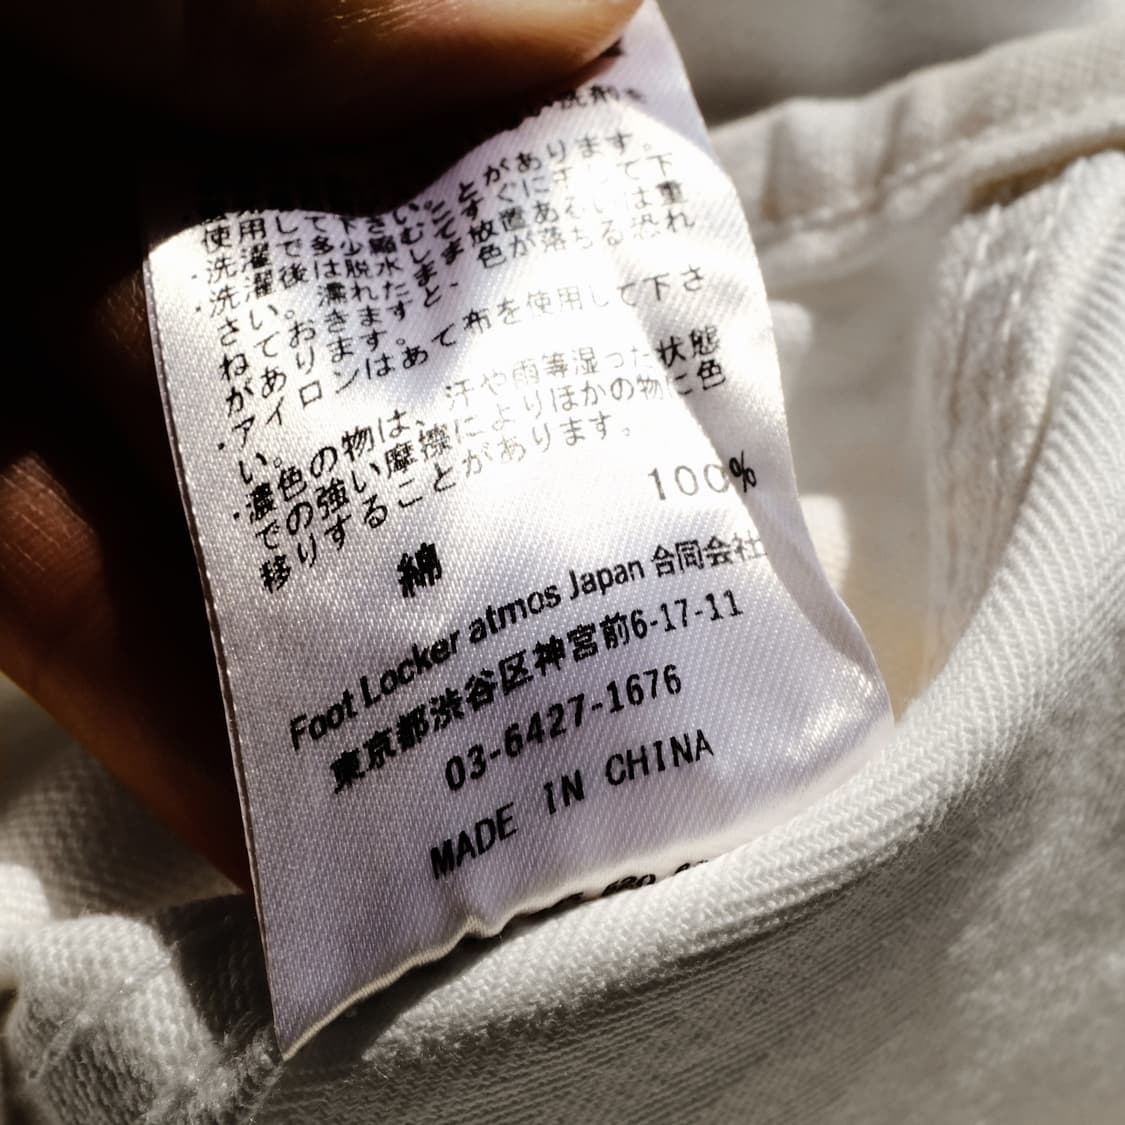 い洗剤を
使用して下さい。
・洗濯で多少縮むことがあります。
・洗濯後は脱水してすぐに干して下
さい。濡れたまま、放置あるいは重
ねておきますと、色が落ちる恐れ
があります。
・アイロンはあて布を使用して下さ
い。
・濃色の物は、汗や雨等湿った状態
での強い摩擦によりほかの物に色
移りすることがあります。
綿 100%
Foot Locker atmos Japan 合同会社
東京都渋谷区神宮前6-17-11
03-6427-1676
MADE IN CHINA